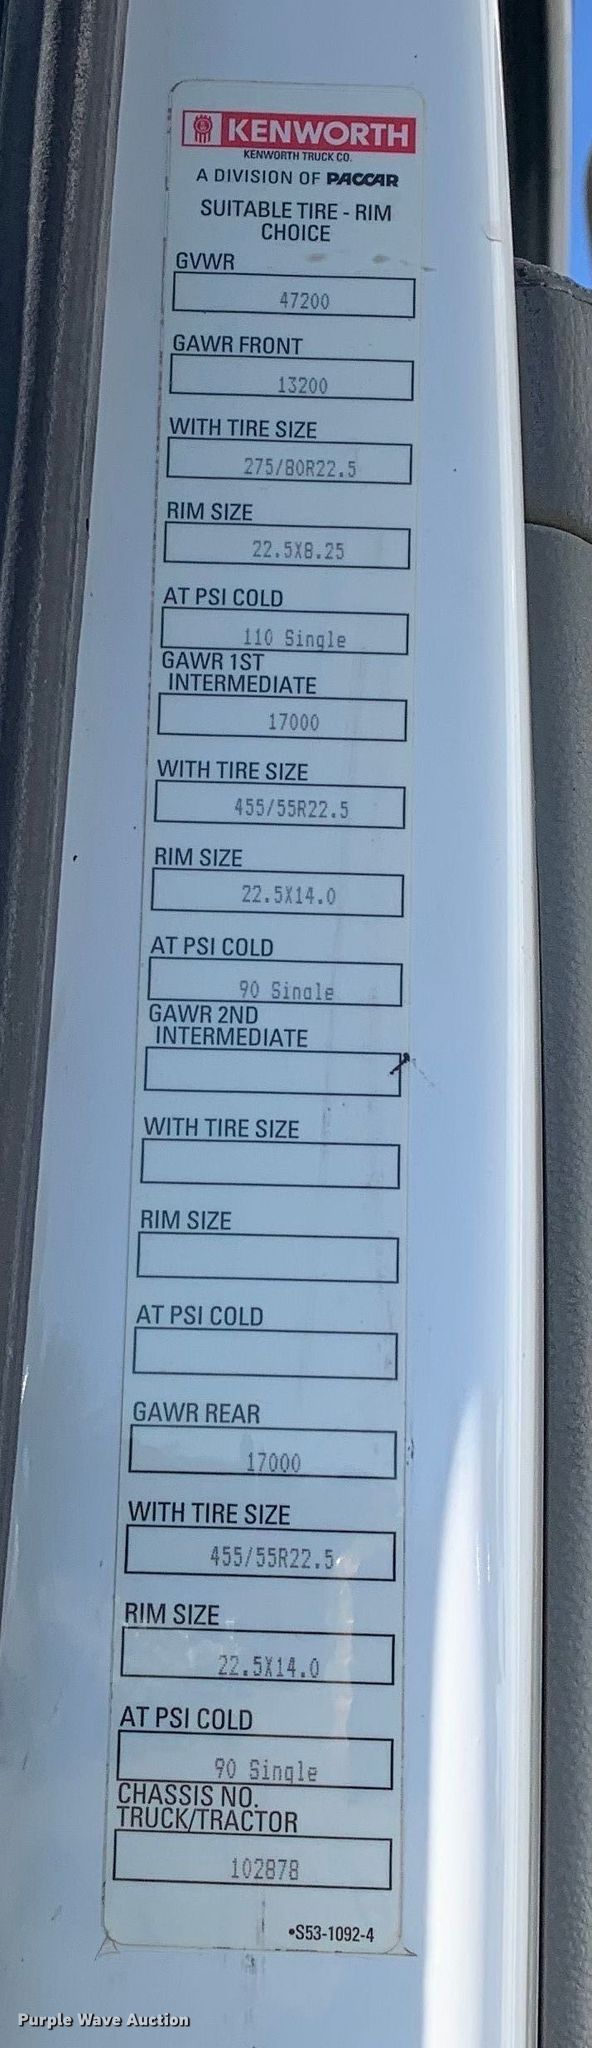 KENWORTH
KENWORTH TRUCK CO.
A DIVISION OF PACCAR
SUITABLE TIRE - RIM
CHOICE
GVWR
47200
GAWR FRONT
13200
WITH TIRE SIZE
275/80R22.5
RIM SIZE
22.5X8.25
AT PSI COLD
110 Single
GAWR 1ST
INTERMEDIATE
17000
WITH TIRE SIZE
455/55R22.5
RIM SIZE
22.5X14.0
AT PSI COLD
90 Single
GAWR 2ND
INTERMEDIATE
WITH TIRE SIZE
RIM SIZE
AT PSI COLD
GAWR REAR
17000
WITH TIRE SIZE
455/55R22.5
RIM SIZE
22.5X14.0
AT PSI COLD
90 Single
CHASSIS NO.
TRUCK/TRACTOR
102878
•S53-1092-4
Purple Wave Auction